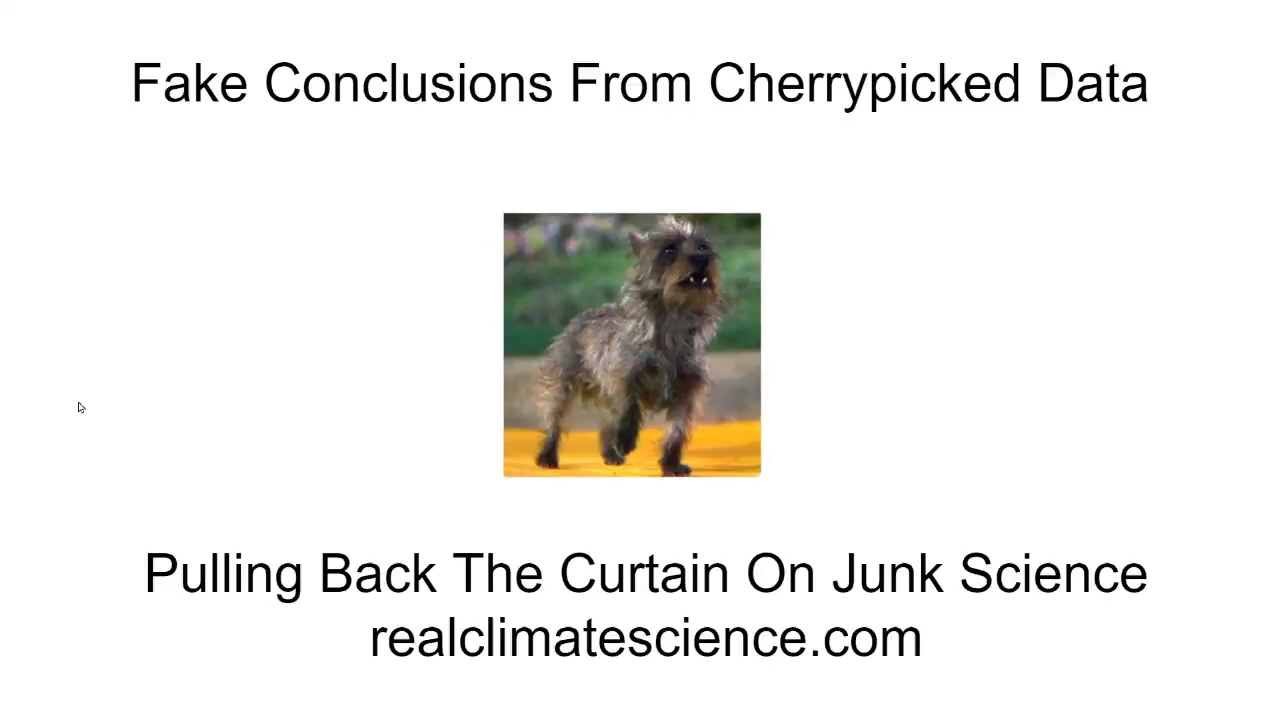 Fake Conclusions From Cherrypicked Data
Pulling Back The Curtain On Junk Science
realclimatescience.com